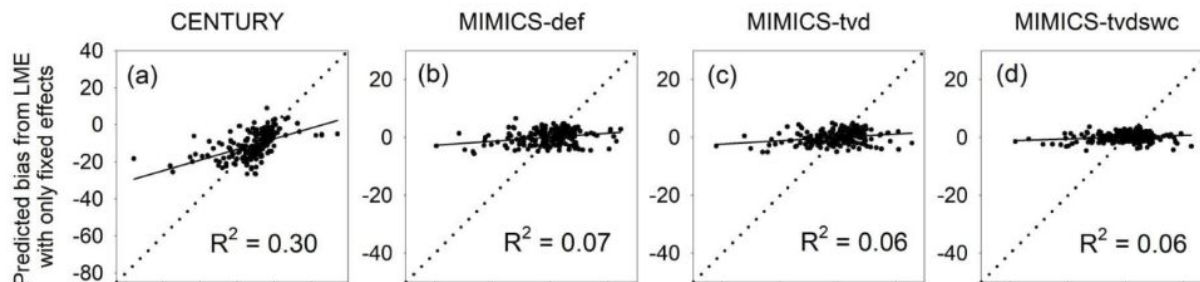 CENTURY MIMICS-def MIMICS-tvd MIMICS-tvdswc
Predicted bias from LME
with only fixed effects
(a) (b) (c) (d)
40
20
0
-20
-40
-60
-80
R² = 0.30
20
0
-20
-40
R² = 0.07
20
0
-20
-40
R² = 0.06
20
0
-20
-40
R² = 0.06